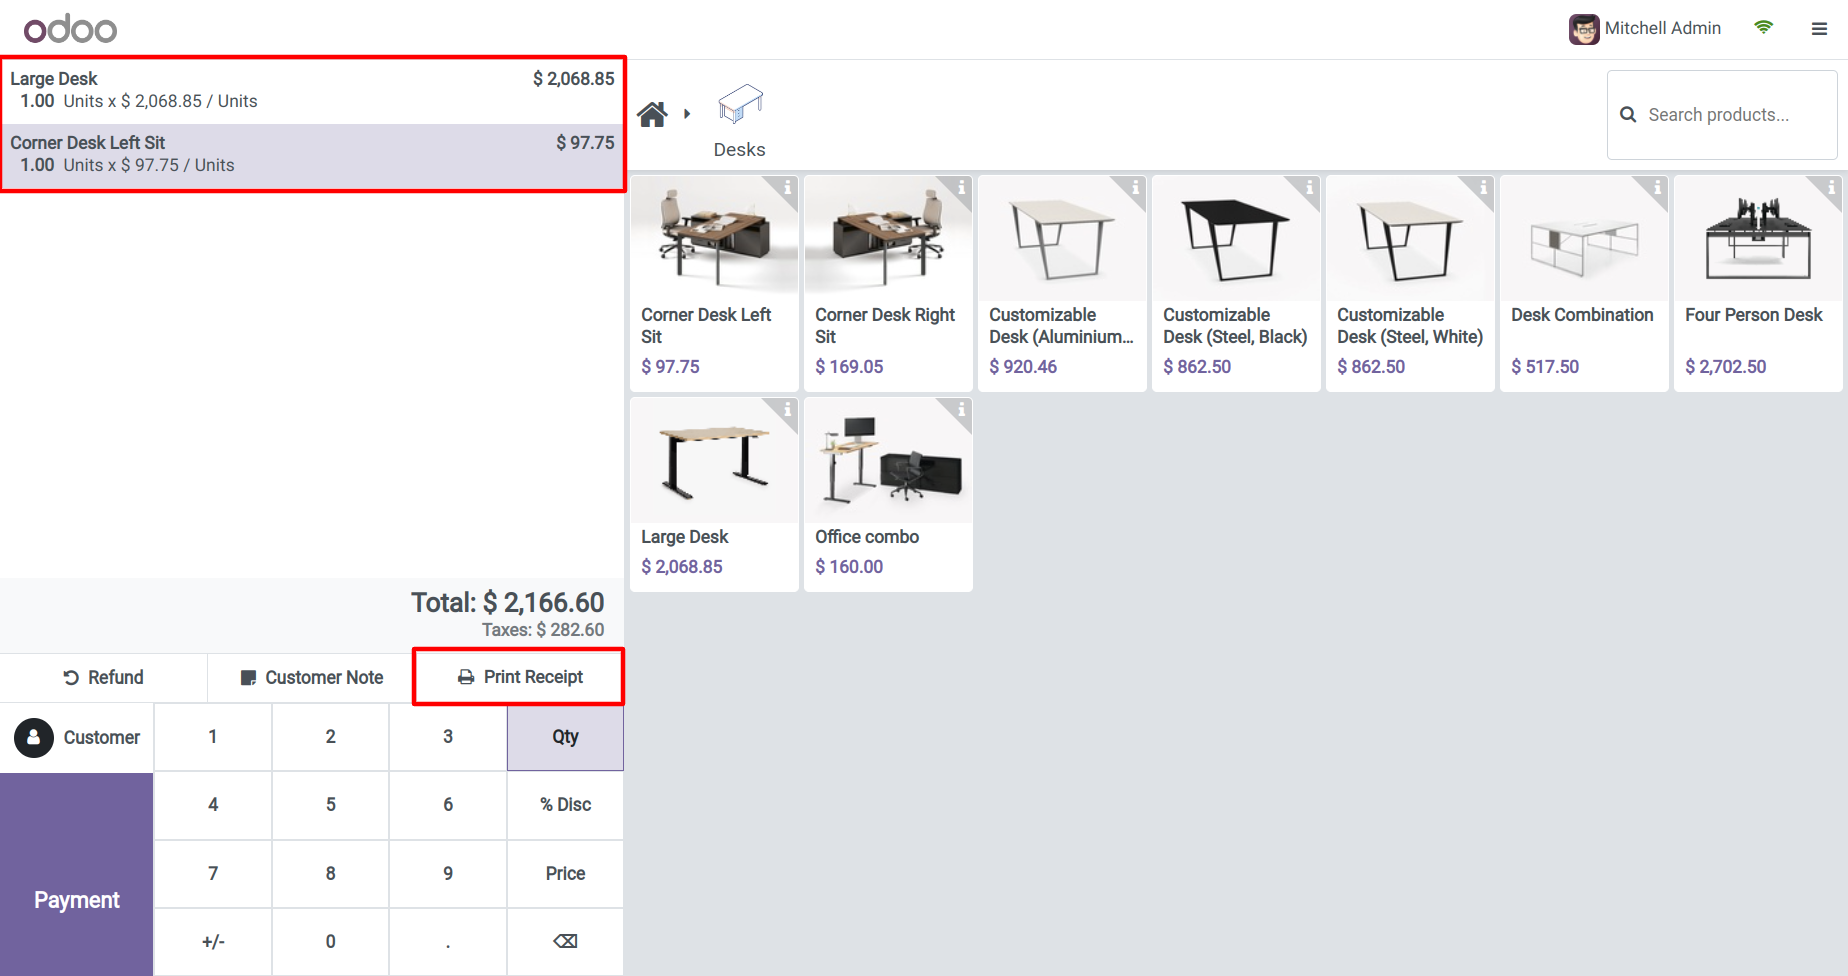 odoo
Mitchell Admin
Large Desk $ 2,068.85
1.00 Units x $ 2,068.85 / Units
Corner Desk Left Sit $ 97.75
1.00 Units x $ 97.75 / Units
Total: $ 2,166.60
Taxes: $ 282.60
Refund Customer Note Print Receipt
Customer 1 2 3 Qty
4 5 6 % Disc
7 8 9 Price
Payment
+/- 0 .
Desks
Search products...
Corner Desk Left
Sit
$ 97.75
Corner Desk Right
Sit
$ 169.05
Customizable
Desk (Aluminium...
$ 920.46
Customizable
Desk (Steel, Black)
$ 862.50
Customizable
Desk (Steel, White)
$ 862.50
Desk Combination
$ 517.50
Four Person Desk
$ 2,702.50
Large Desk
$ 2,068.85
Office combo
$ 160.00